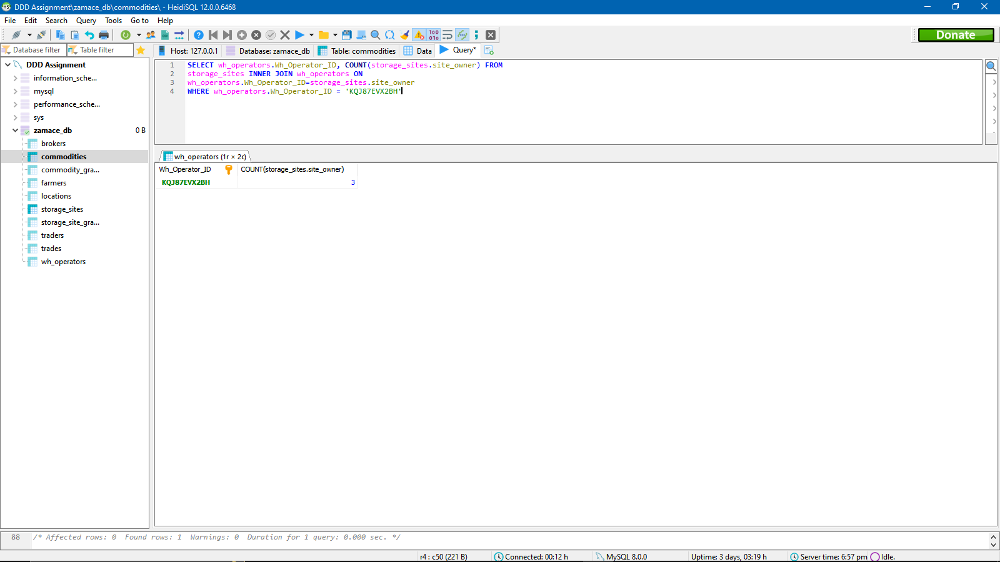 DDD Assignment\zamace_db\commodities\ - HeidiSQL 12.0.0.6468
File Edit Search Query Tools Go to Help
Donate
Database filter Table filter
Host: 127.0.0.1 Database: zamace_db Table: commodities Data Query*
DDD Assignment
information_sche...
mysql
performance_sche...
sys
zamace_db 0 B
brokers
commodities
commodity_gra...
farmers
locations
storage_sites
storage_site_gra...
traders
trades
wh_operators
1 SELECT wh_operators.Wh_Operator_ID, COUNT(storage_sites.site_owner) FROM
2 storage_sites INNER JOIN wh_operators ON
3 wh_operators.Wh_Operator_ID=storage_sites.site_owner
4 WHERE wh_operators.Wh_Operator_ID = 'KQJ87EVX2BH'
wh_operators (1r × 2c)
Wh_Operator_ID COUNT(storage_sites.site_owner)
KQJ87EVX2BH 3
88 /* Affected rows: 0 Found rows: 1 Warnings: 0 Duration for 1 query: 0.000 sec. */
r4 : c50 (221 B) Connected: 00:12 h MySQL 8.0.0 Uptime: 3 days, 03:19 h Server time: 6:57 pm Idle.